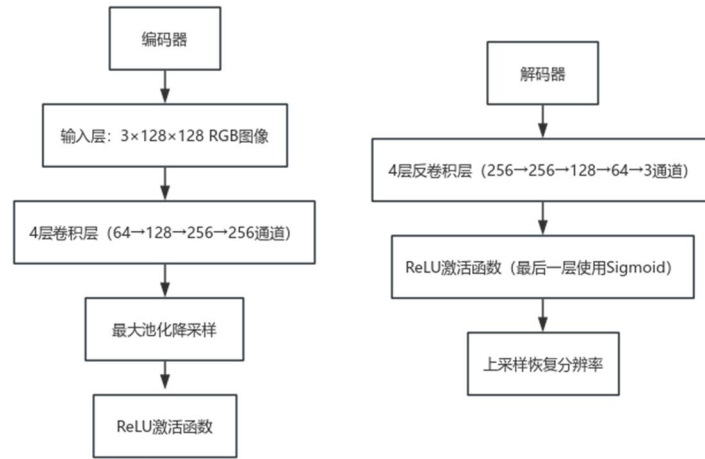 编码器
输入层：3×128×128 RGB图像
4层卷积层（64→128→256→256通道）
最大池化降采样
ReLU激活函数
解码器
4层反卷积层（256→256→128→64→3通道）
ReLU激活函数（最后一层使用Sigmoid）
上采样恢复分辨率